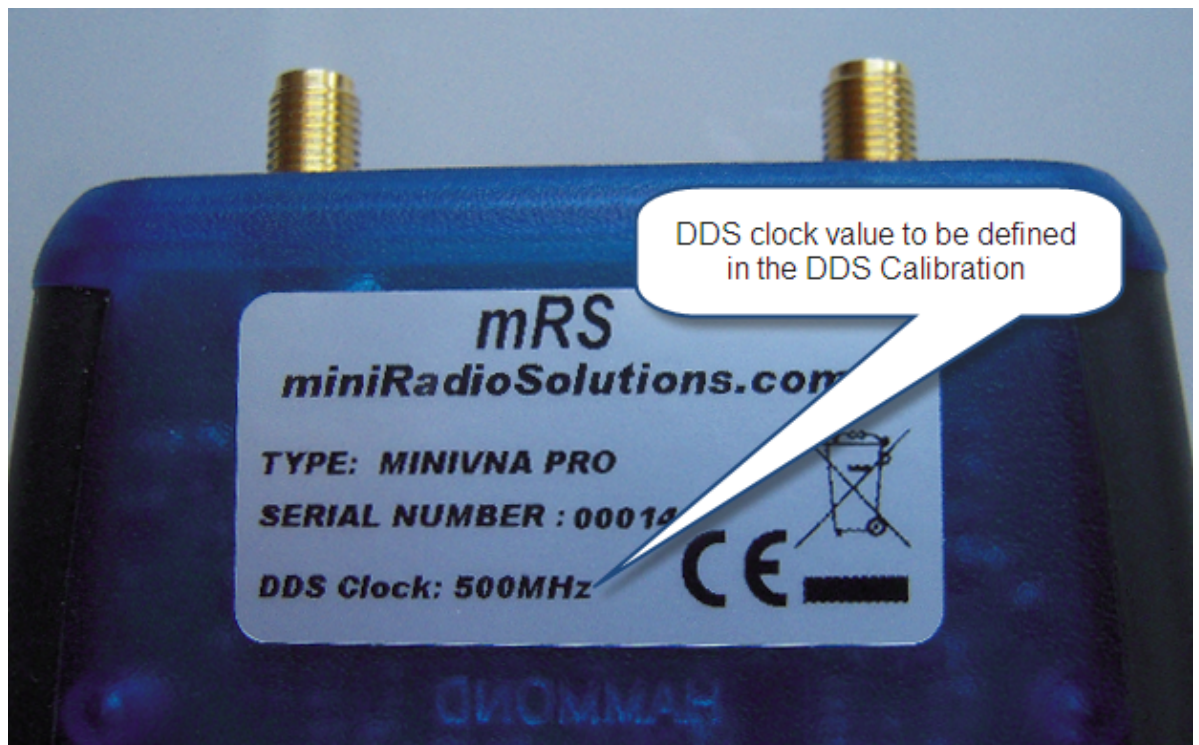 DDS clock value to be defined
in the DDS Calibration
mRS
miniRadioSolutions.com
TYPE: MINIVNA PRO
SERIAL NUMBER : 00014
DDS Clock: 500MHz
CE
HAMMOND